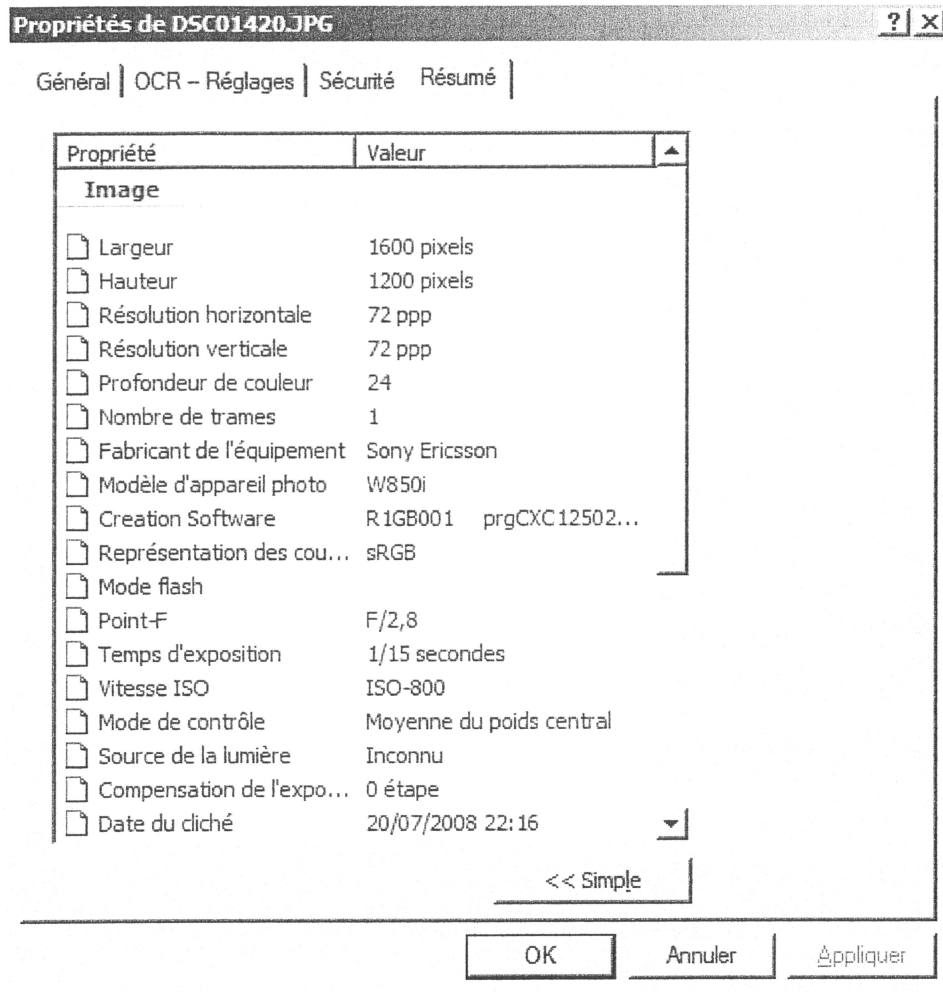 Propriétés de DSC01420.JPG
Général OCR – Réglages Sécurité Résumé
Propriété Valeur
Image
Largeur 1600 pixels
Hauteur 1200 pixels
Résolution horizontale 72 ppp
Résolution verticale 72 ppp
Profondeur de couleur 24
Nombre de trames 1
Fabricant de l'équipement Sony Ericsson
Modèle d'appareil photo W850i
Creation Software R1GB001 prgCXC12502...
Représentation des cou... sRGB
Mode flash
Point-F F/2,8
Temps d'exposition 1/15 secondes
Vitesse ISO ISO-800
Mode de contrôle Moyenne du poids central
Source de la lumière Inconnu
Compensation de l'expo... 0 étape
Date du cliché 20/07/2008 22:16
<< Simple
OK Annuler Appliquer